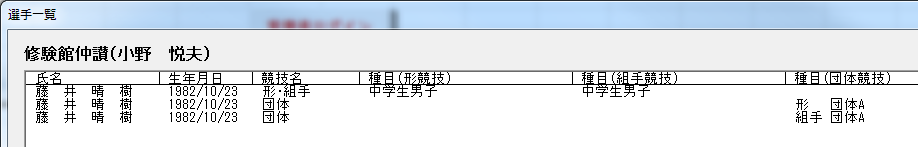 選手一覧
修験館仲讃(小野　悦夫)
氏名 生年月日 競技名 種目(形競技) 種目(組手競技) 種目(団体競技)
藤　井　晴　樹 1982/10/23 形・組手 中学生男子 中学生男子
藤　井　晴　樹 1982/10/23 団体 形　団体A
藤　井　晴　樹 1982/10/23 団体 組手 団体A